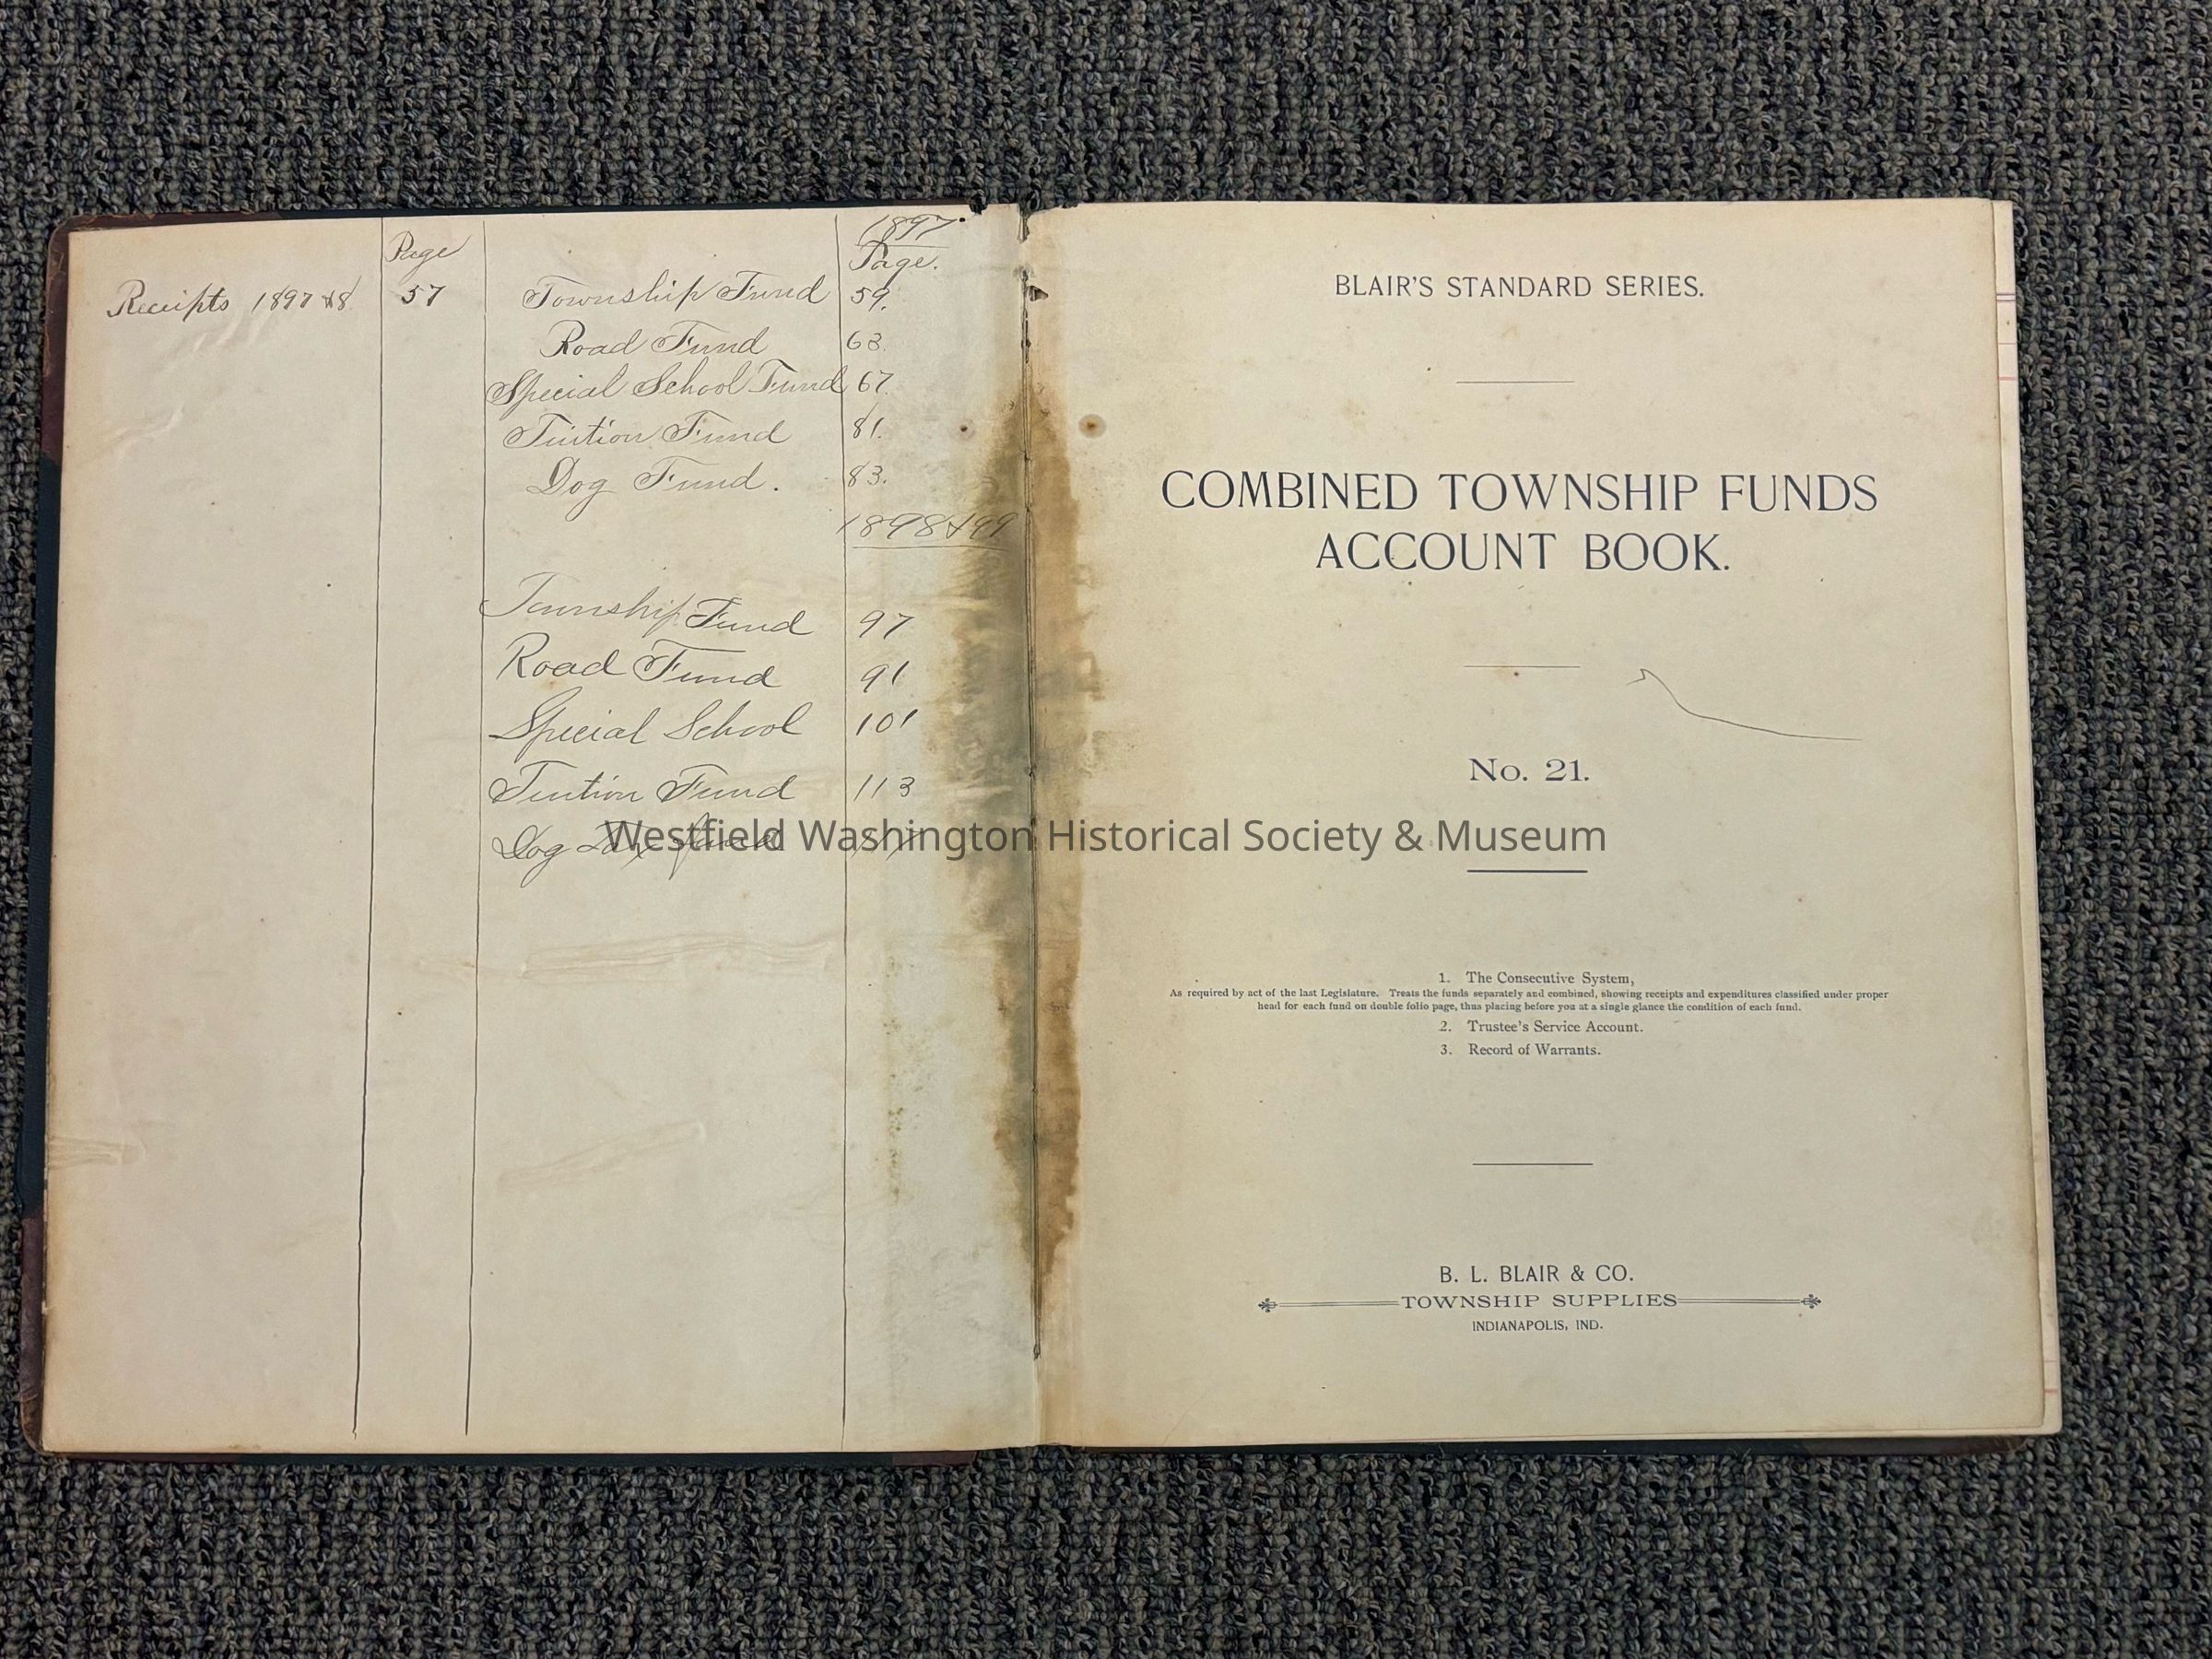 1897
Page Page.
Receipts 1897 & 8 57 Township Fund 59.
Road Fund 63.
Special School Fund 67.
Tuition Fund 81.
Dog Fund. 83.
1898 & 99
Township Fund 97
Road Fund 91
Special School 101
Tuition Fund 113
Dog Tax fund
Westfield Washington Historical Society & Museum
BLAIR'S STANDARD SERIES.
COMBINED TOWNSHIP FUNDS
ACCOUNT BOOK.
No. 21.
1. The Consecutive System,
As required by act of the last Legislature. Treats the funds separately and combined, showing receipts and expenditures classified under proper
head for each fund on double folio page, thus placing before you at a single glance the condition of each fund.
2. Trustee's Service Account.
3. Record of Warrants.
B. L. BLAIR & CO.
TOWNSHIP SUPPLIES
INDIANAPOLIS, IND.